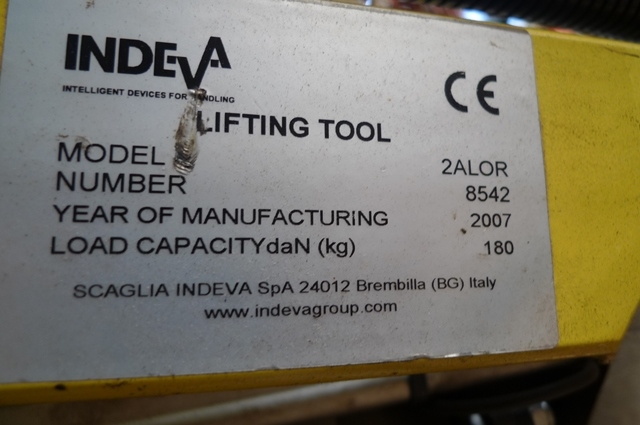 INDEVA
INTELLIGENT DEVICES FOR HANDLING
CE
LIFTING TOOL
MODEL 2ALOR
NUMBER 8542
YEAR OF MANUFACTURING 2007
LOAD CAPACITYdaN (kg) 180
SCAGLIA INDEVA SpA 24012 Brembilla (BG) Italy
www.indevagroup.com